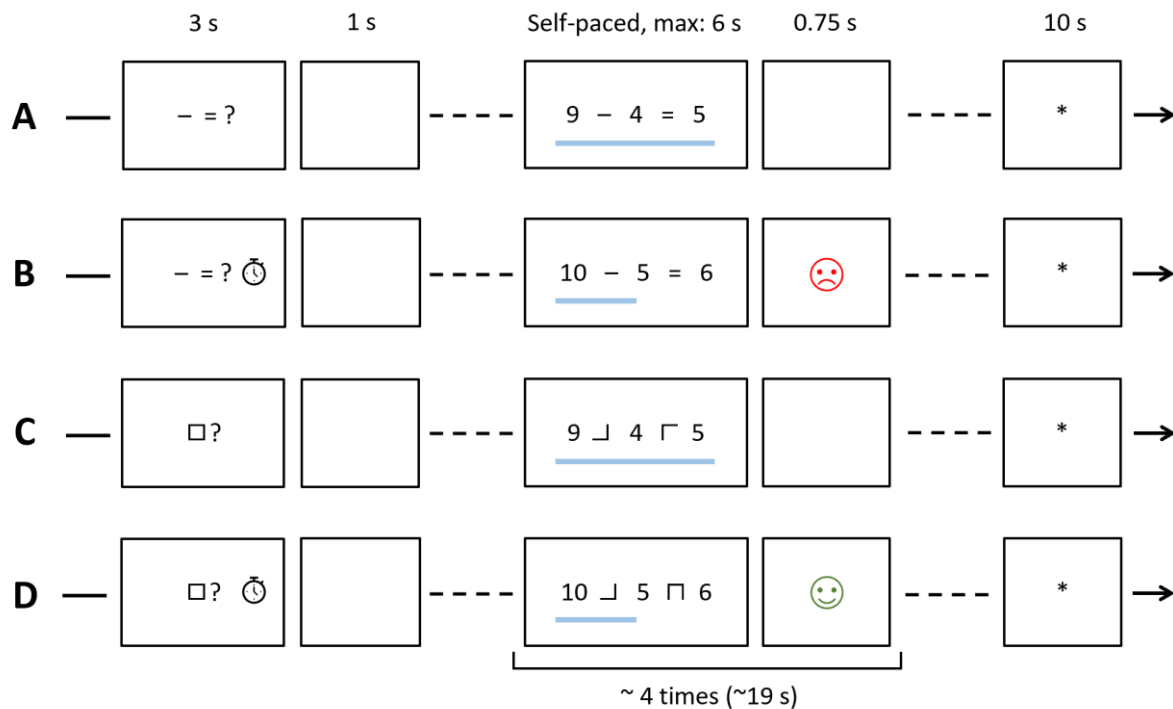 3 s 1 s Self-paced, max: 6 s 0.75 s 10 s
A – = ? 9 – 4 = 5 *
B – = ? 10 – 5 = 6 *
C □ ? 9 ⅃ 4 Γ 5 *
D □ ? 10 ⅃ 5 ⊓ 6 *
~ 4 times (~19 s)